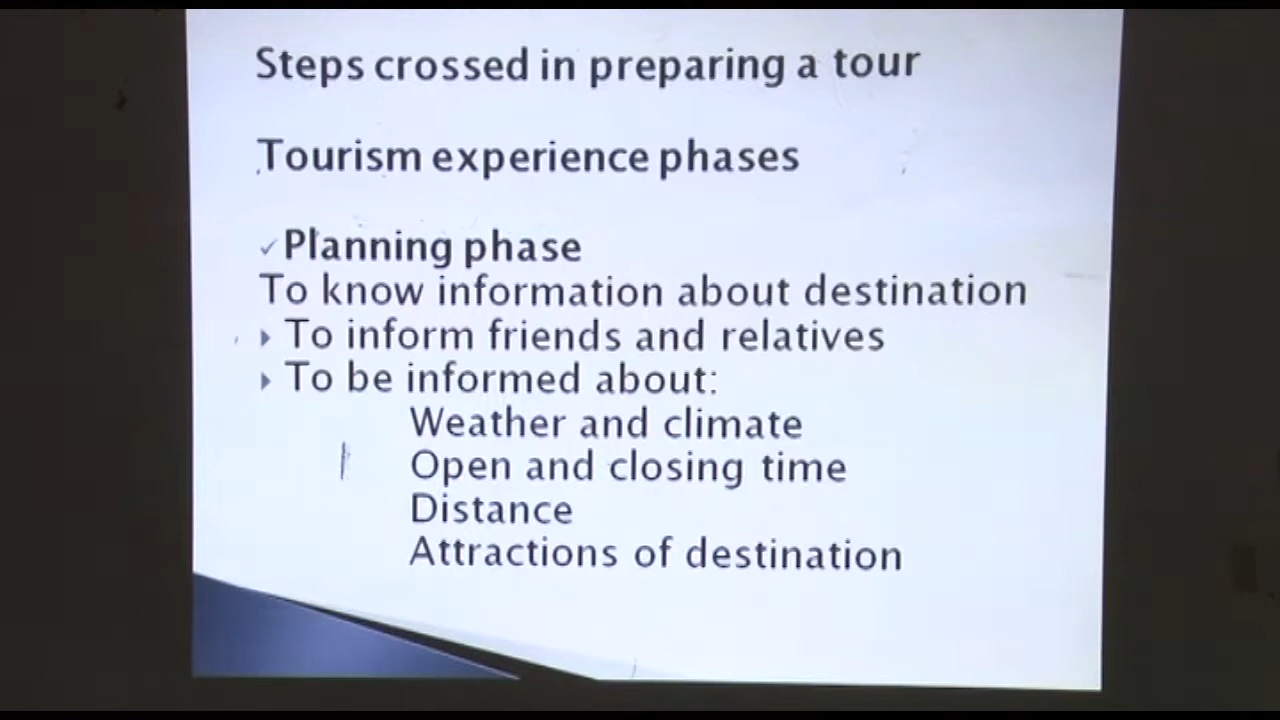 Steps crossed in preparing a tour
Tourism experience phases
✓Planning phase
To know information about destination
To inform friends and relatives
To be informed about:
Weather and climate
Open and closing time
Distance
Attractions of destination